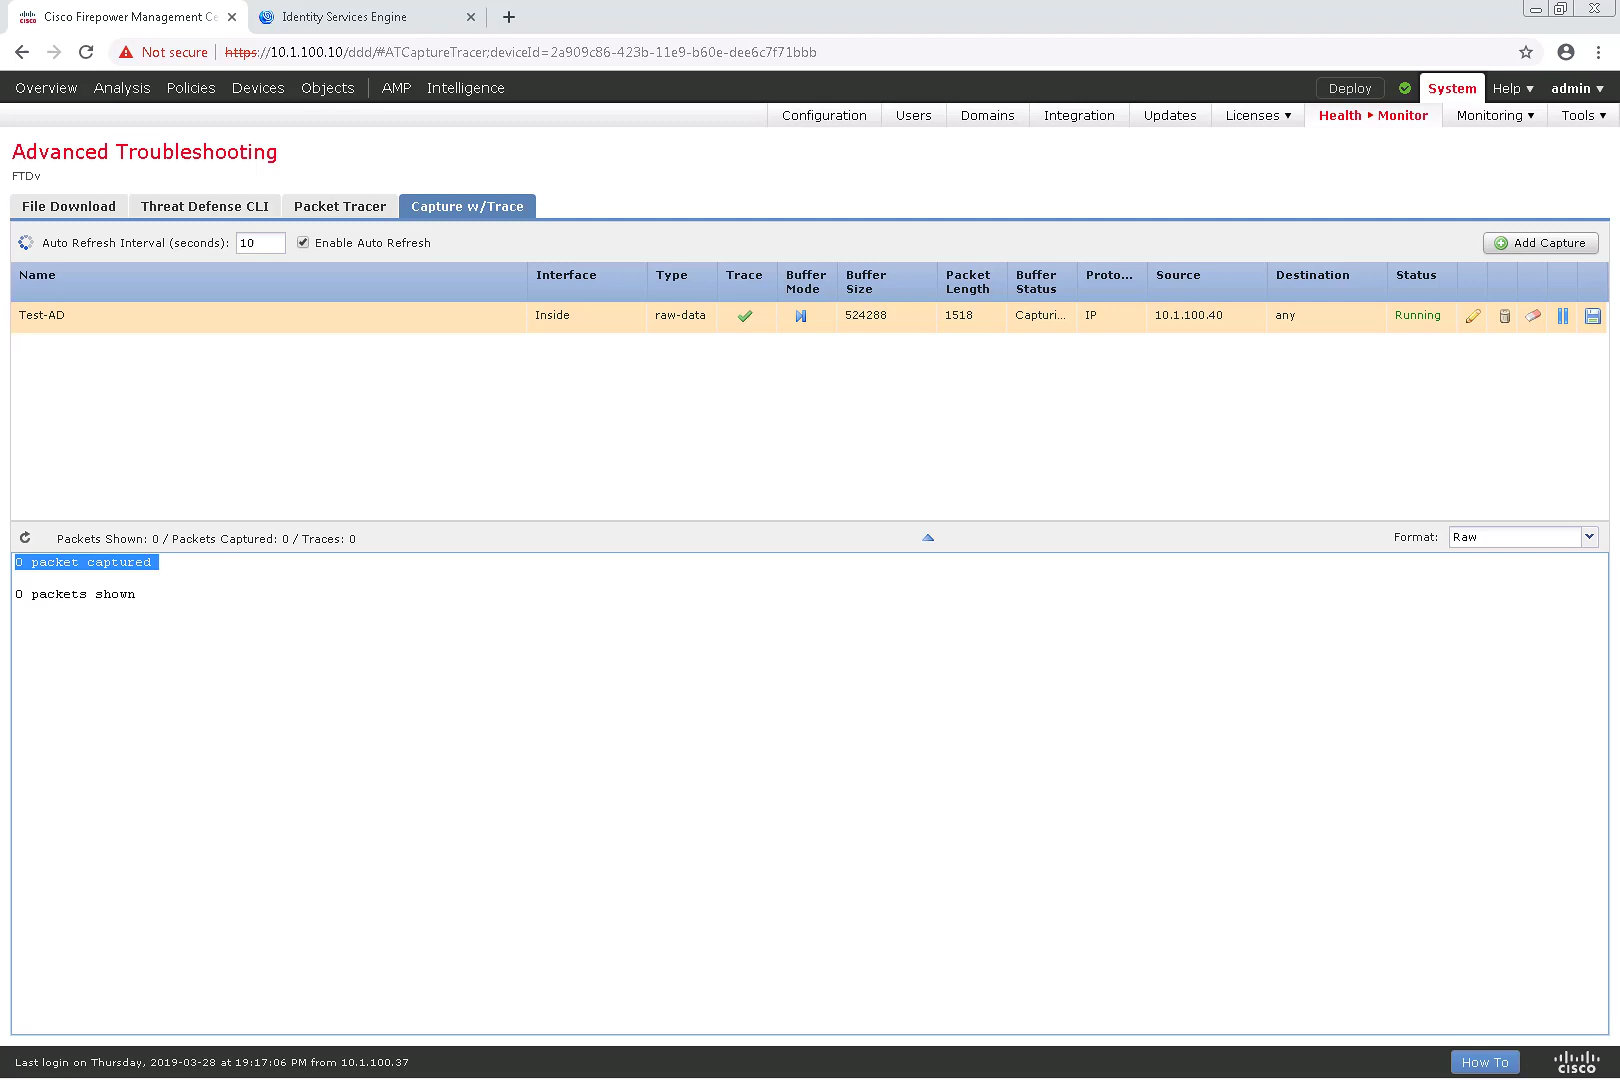 Cisco Firepower Management Ce
Identity Services Engine
Not secure https://10.1.100.10/ddd/#ATCaptureTracer;deviceId=2a909c86-423b-11e9-b60e-dee6c7f71bbb
Overview Analysis Policies Devices Objects AMP Intelligence Deploy System Help admin
Configuration Users Domains Integration Updates Licenses Health Monitor Monitoring Tools
Advanced Troubleshooting
FTDv
File Download Threat Defense CLI Packet Tracer Capture w/Trace
Auto Refresh Interval (seconds): 10 Enable Auto Refresh Add Capture
Name Interface Type Trace Buffer Mode Buffer Size Packet Length Buffer Status Proto... Source Destination Status
Test-AD Inside raw-data 524288 1518 Capturi... IP 10.1.100.40 any Running
Packets Shown: 0 / Packets Captured: 0 / Traces: 0 Format: Raw
0 packet captured
0 packets shown
Last login on Thursday, 2019-03-28 at 19:17:06 PM from 10.1.100.37 How To cisco